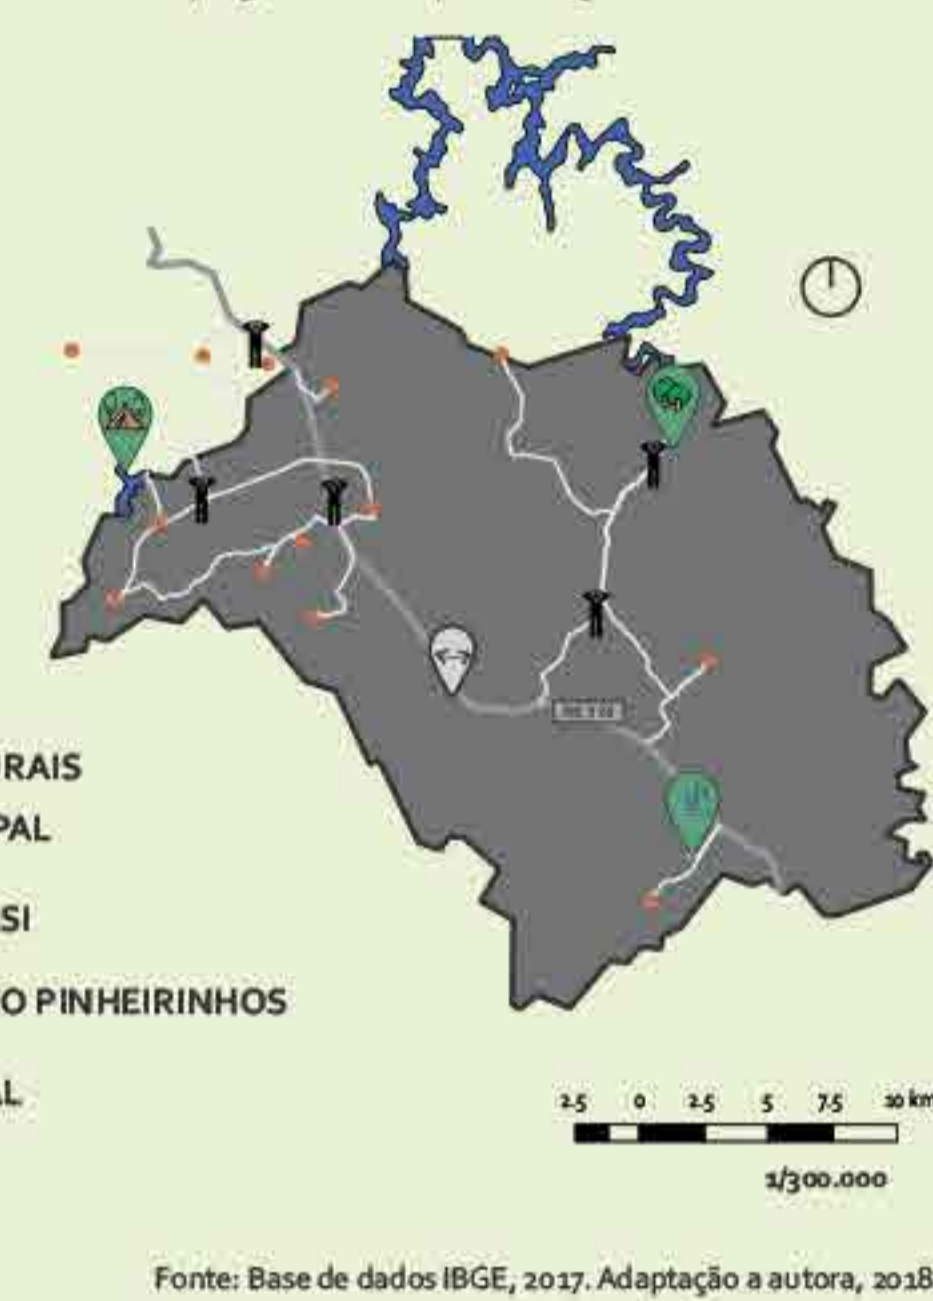 RAIS
PAL
SI
O PINHEIRINHOS
AL
2.5 0 2.5 5 7.5 10 km
1/300.000
Fonte: Base de dados IBGE, 2017. Adaptação a autora, 2018